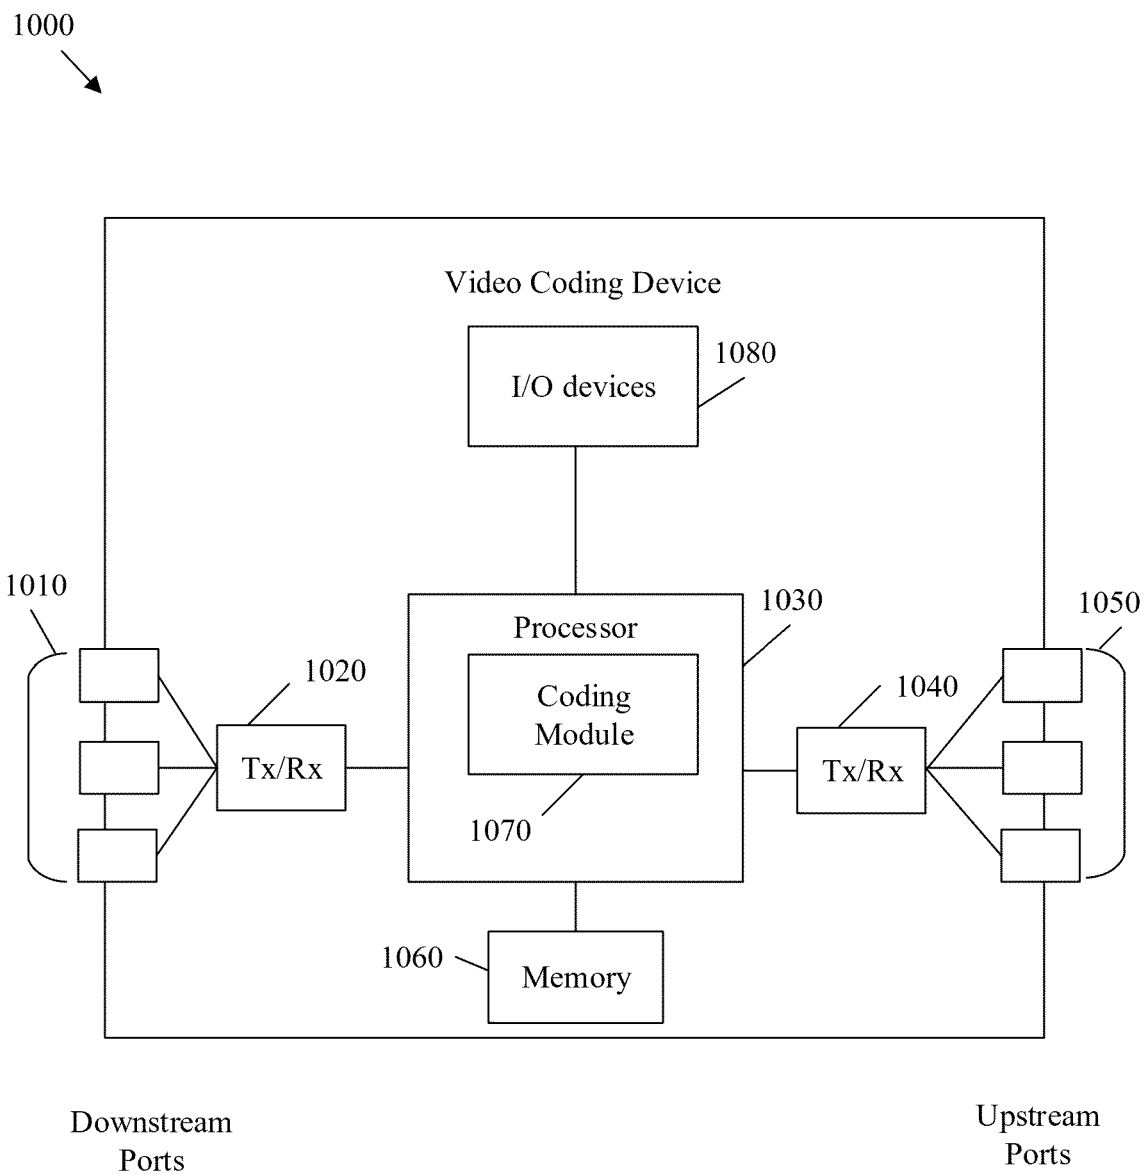 1000
Video Coding Device
I/O devices
1080
1010
Processor
1030
1050
Coding
Module
1020
1040
Tx/Rx
Tx/Rx
1070
1060
Memory
Downstream
Ports
Upstream
Ports